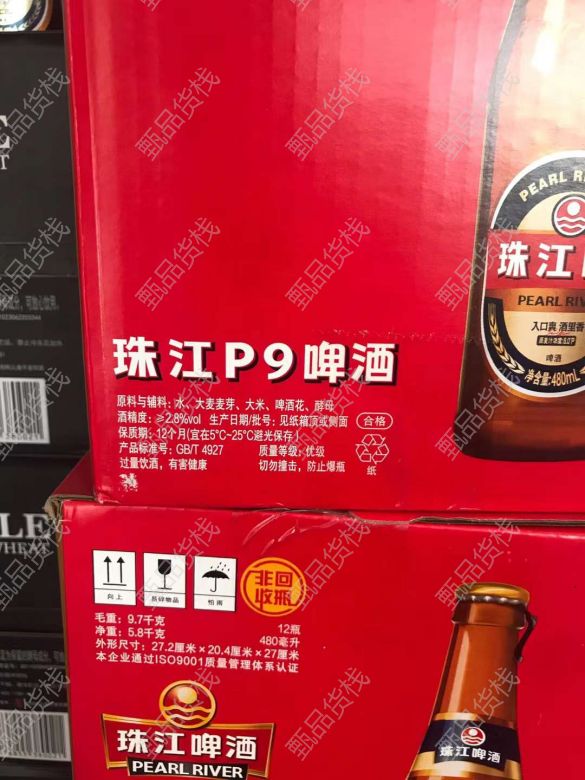 PEARL R
珠江
PEARL RIVER
入口爽 酒里香
啤酒
净含量:480mL
珠江P9啤酒
原料与辅料:水、大麦麦芽、大米、啤酒花、酵母
酒精度:≥2.8%vol 生产日期/批号:见纸箱顶或侧面
合格
保质期:12个月(宜在5℃~25℃避光保存)
产品标准号:GB/T 4927 质量等级:优级
过量饮酒,有害健康 切勿撞击,防止爆瓶
纸
LE
WHEAT
向上
易碎物品
怕雨
非回收瓶
毛重:9.7千克 12瓶
净重:5.8千克 480毫升
外形尺寸:27.2厘米×20.4厘米×27厘米
本企业通过ISO9001质量管理体系认证
珠江啤酒
PEARL RIVER
珠江啤酒
PEARL RIVER
甄品货栈